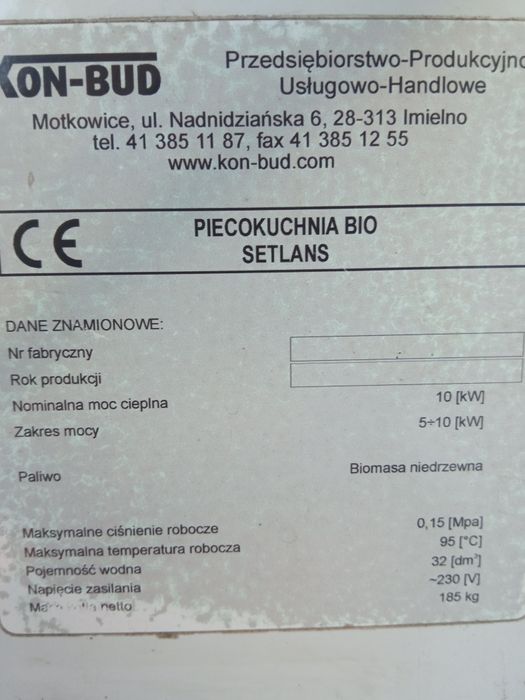 KON-BUD
Przedsiębiorstwo-Produkcyjno
Usługowo-Handlowe
Motkowice, ul. Nadnidziańska 6, 28-313 Imielno
tel. 41 385 11 87, fax 41 385 12 55
www.kon-bud.com
CE PIECOKUCHNIA BIO
SETLANS
DANE ZNAMIONOWE:
Nr fabryczny
Rok produkcji
Nominalna moc cieplna 10 [kW]
Zakres mocy 5÷10 [kW]
Paliwo Biomasa niedrzewna
Maksymalne ciśnienie robocze 0,15 [Mpa]
Maksymalna temperatura robocza 95 [°C]
Pojemność wodna 32 [dm³]
Napięcie zasilania ~230 [V]
netto 185 kg